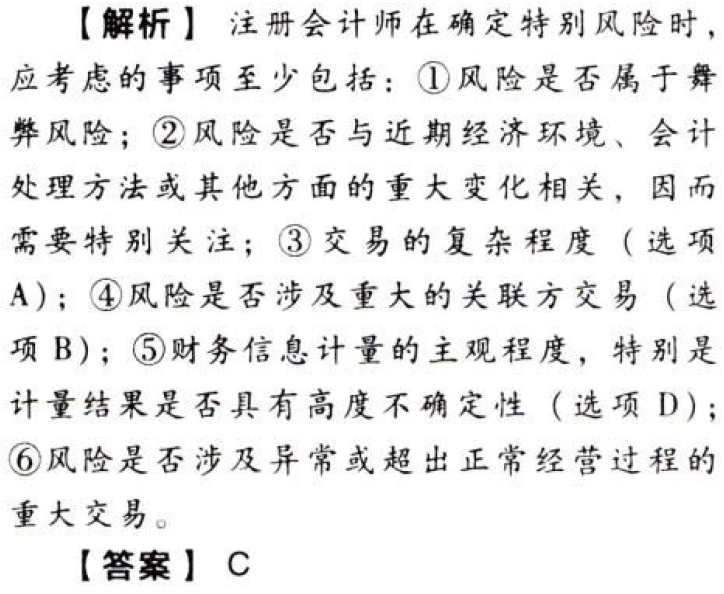 【解析】 注册会计师在确定特别风险时,
应考虑的事项至少包括：①风险是否属于舞
弊风险；②风险是否与近期经济环境、会计
处理方法或其他方面的重大变化相关，因而
需要特别关注；③交易的复杂程度（选项
A）；④风险是否涉及重大的关联方交易（选
项 B）；⑤财务信息计量的主观程度，特别是
计量结果是否具有高度不确定性（选项 D）；
⑥风险是否涉及异常或超出正常经营过程的
重大交易。
【答案】 C